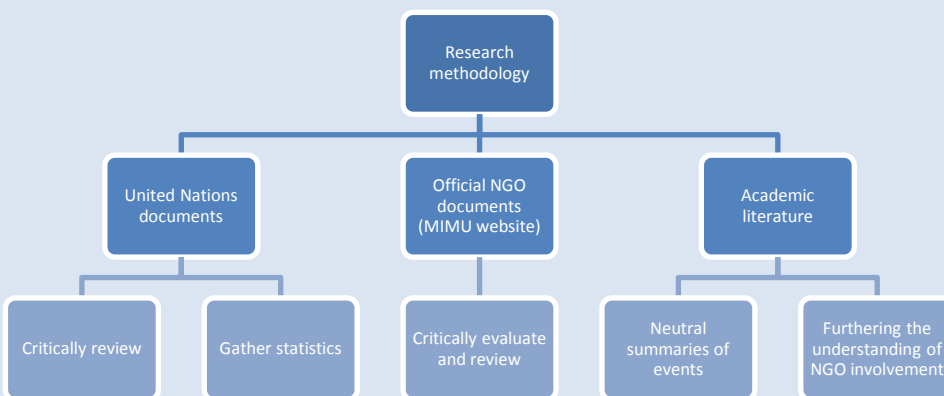 Research
methodology
United Nations
documents
Official NGO
documents
(MIMU website)
Academic
literature
Critically review
Gather statistics
Critically evaluate
and review
Neutral
summaries of
events
Furthering the
understanding of
NGO involvement